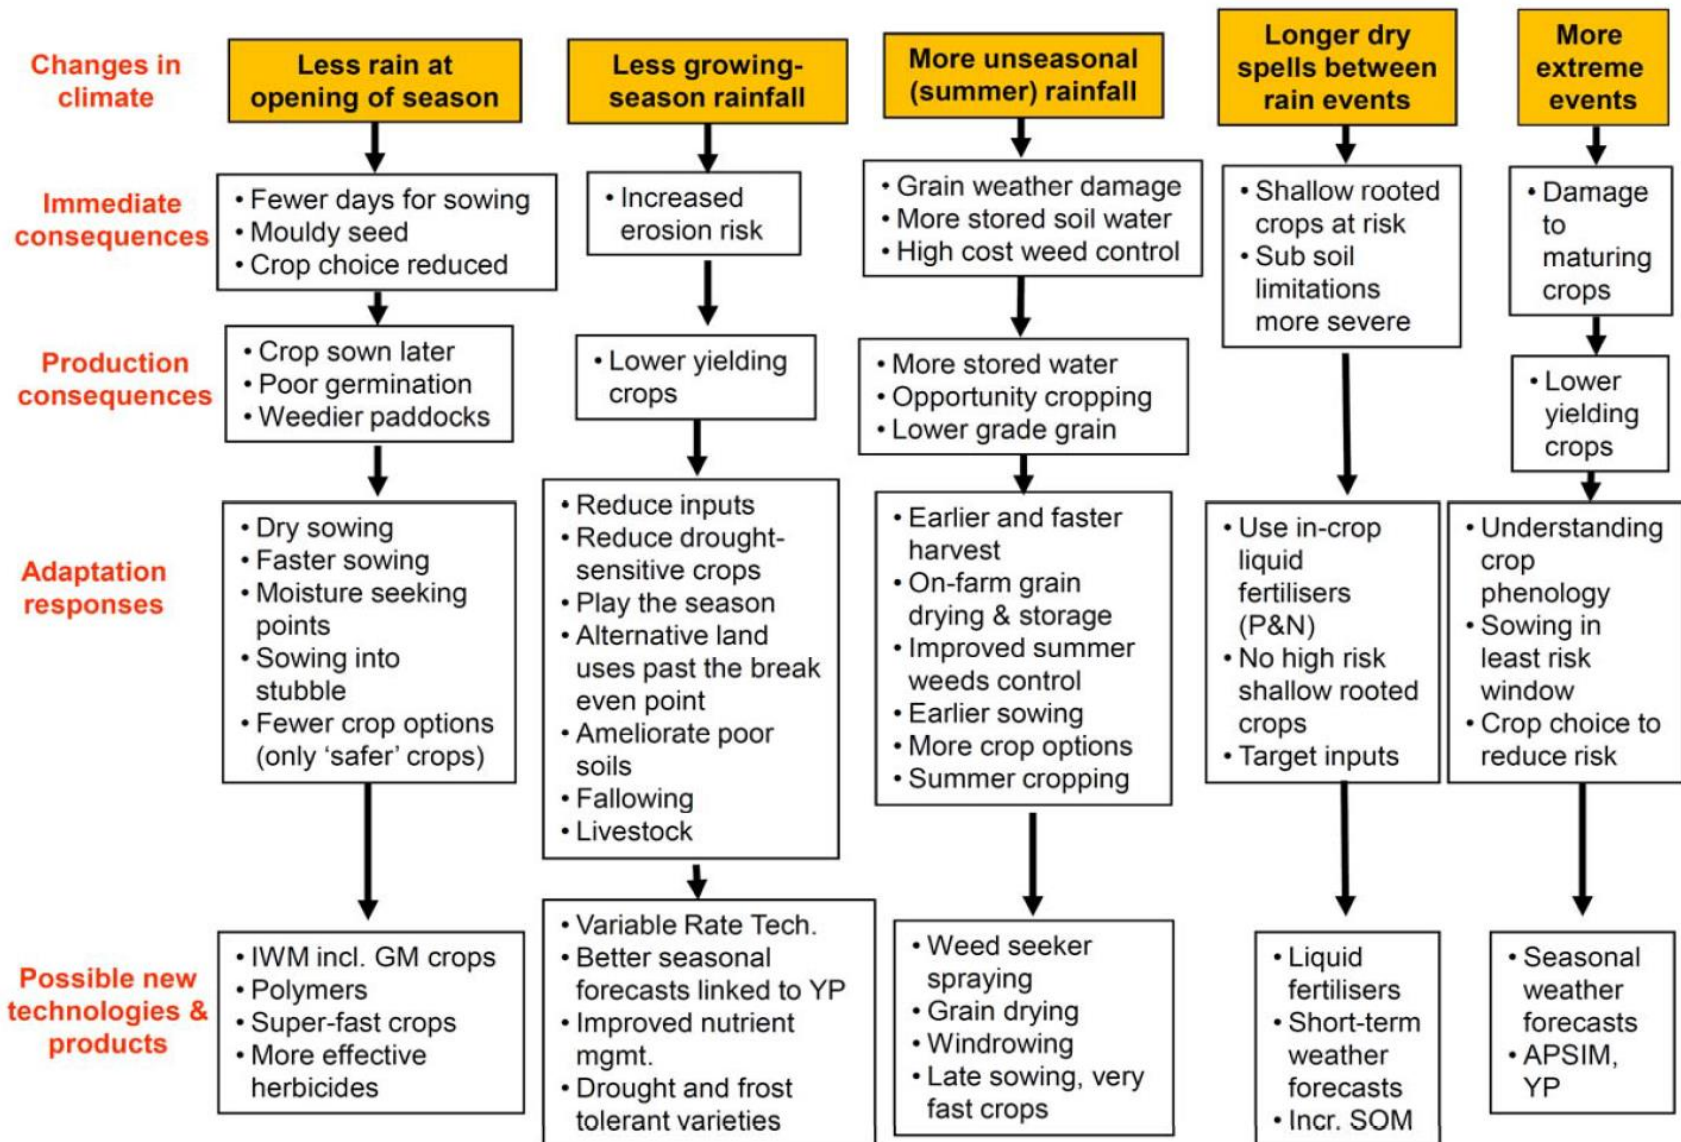 Changes in
climate
Less rain at
opening of season
Less growing-
season rainfall
More unseasonal
(summer) rainfall
Longer dry
spells between
rain events
More
extreme
events
Immediate
consequences
• Fewer days for sowing
• Mouldy seed
• Crop choice reduced
• Increased
erosion risk
• Grain weather damage
• More stored soil water
• High cost weed control
• Shallow rooted
crops at risk
• Sub soil
limitations
more severe
• Damage
to
maturing
crops
Production
consequences
• Crop sown later
• Poor germination
• Weedier paddocks
• Lower yielding
crops
• More stored water
• Opportunity cropping
• Lower grade grain
• Lower
yielding
crops
Adaptation
responses
• Dry sowing
• Faster sowing
• Moisture seeking
points
• Sowing into
stubble
• Fewer crop options
(only ‘safer’ crops)
• Reduce inputs
• Reduce drought-
sensitive crops
• Play the season
• Alternative land
uses past the break
even point
• Ameliorate poor
soils
• Fallowing
• Livestock
• Earlier and faster
harvest
• On-farm grain
drying & storage
• Improved summer
weeds control
• Earlier sowing
• More crop options
• Summer cropping
• Use in-crop
liquid
fertilisers
(P&N)
• No high risk
shallow rooted
crops
• Target inputs
• Understanding
crop
phenology
• Sowing in
least risk
window
• Crop choice to
reduce risk
Possible new
technologies &
products
• IWM incl. GM crops
• Polymers
• Super-fast crops
• More effective
herbicides
• Variable Rate Tech.
• Better seasonal
forecasts linked to YP
• Improved nutrient
mgmt.
• Drought and frost
tolerant varieties
• Weed seeker
spraying
• Grain drying
• Windrowing
• Late sowing, very
fast crops
• Liquid
fertilisers
• Short-term
weather
forecasts
• Incr. SOM
• Seasonal
weather
forecasts
• APSIM,
YP